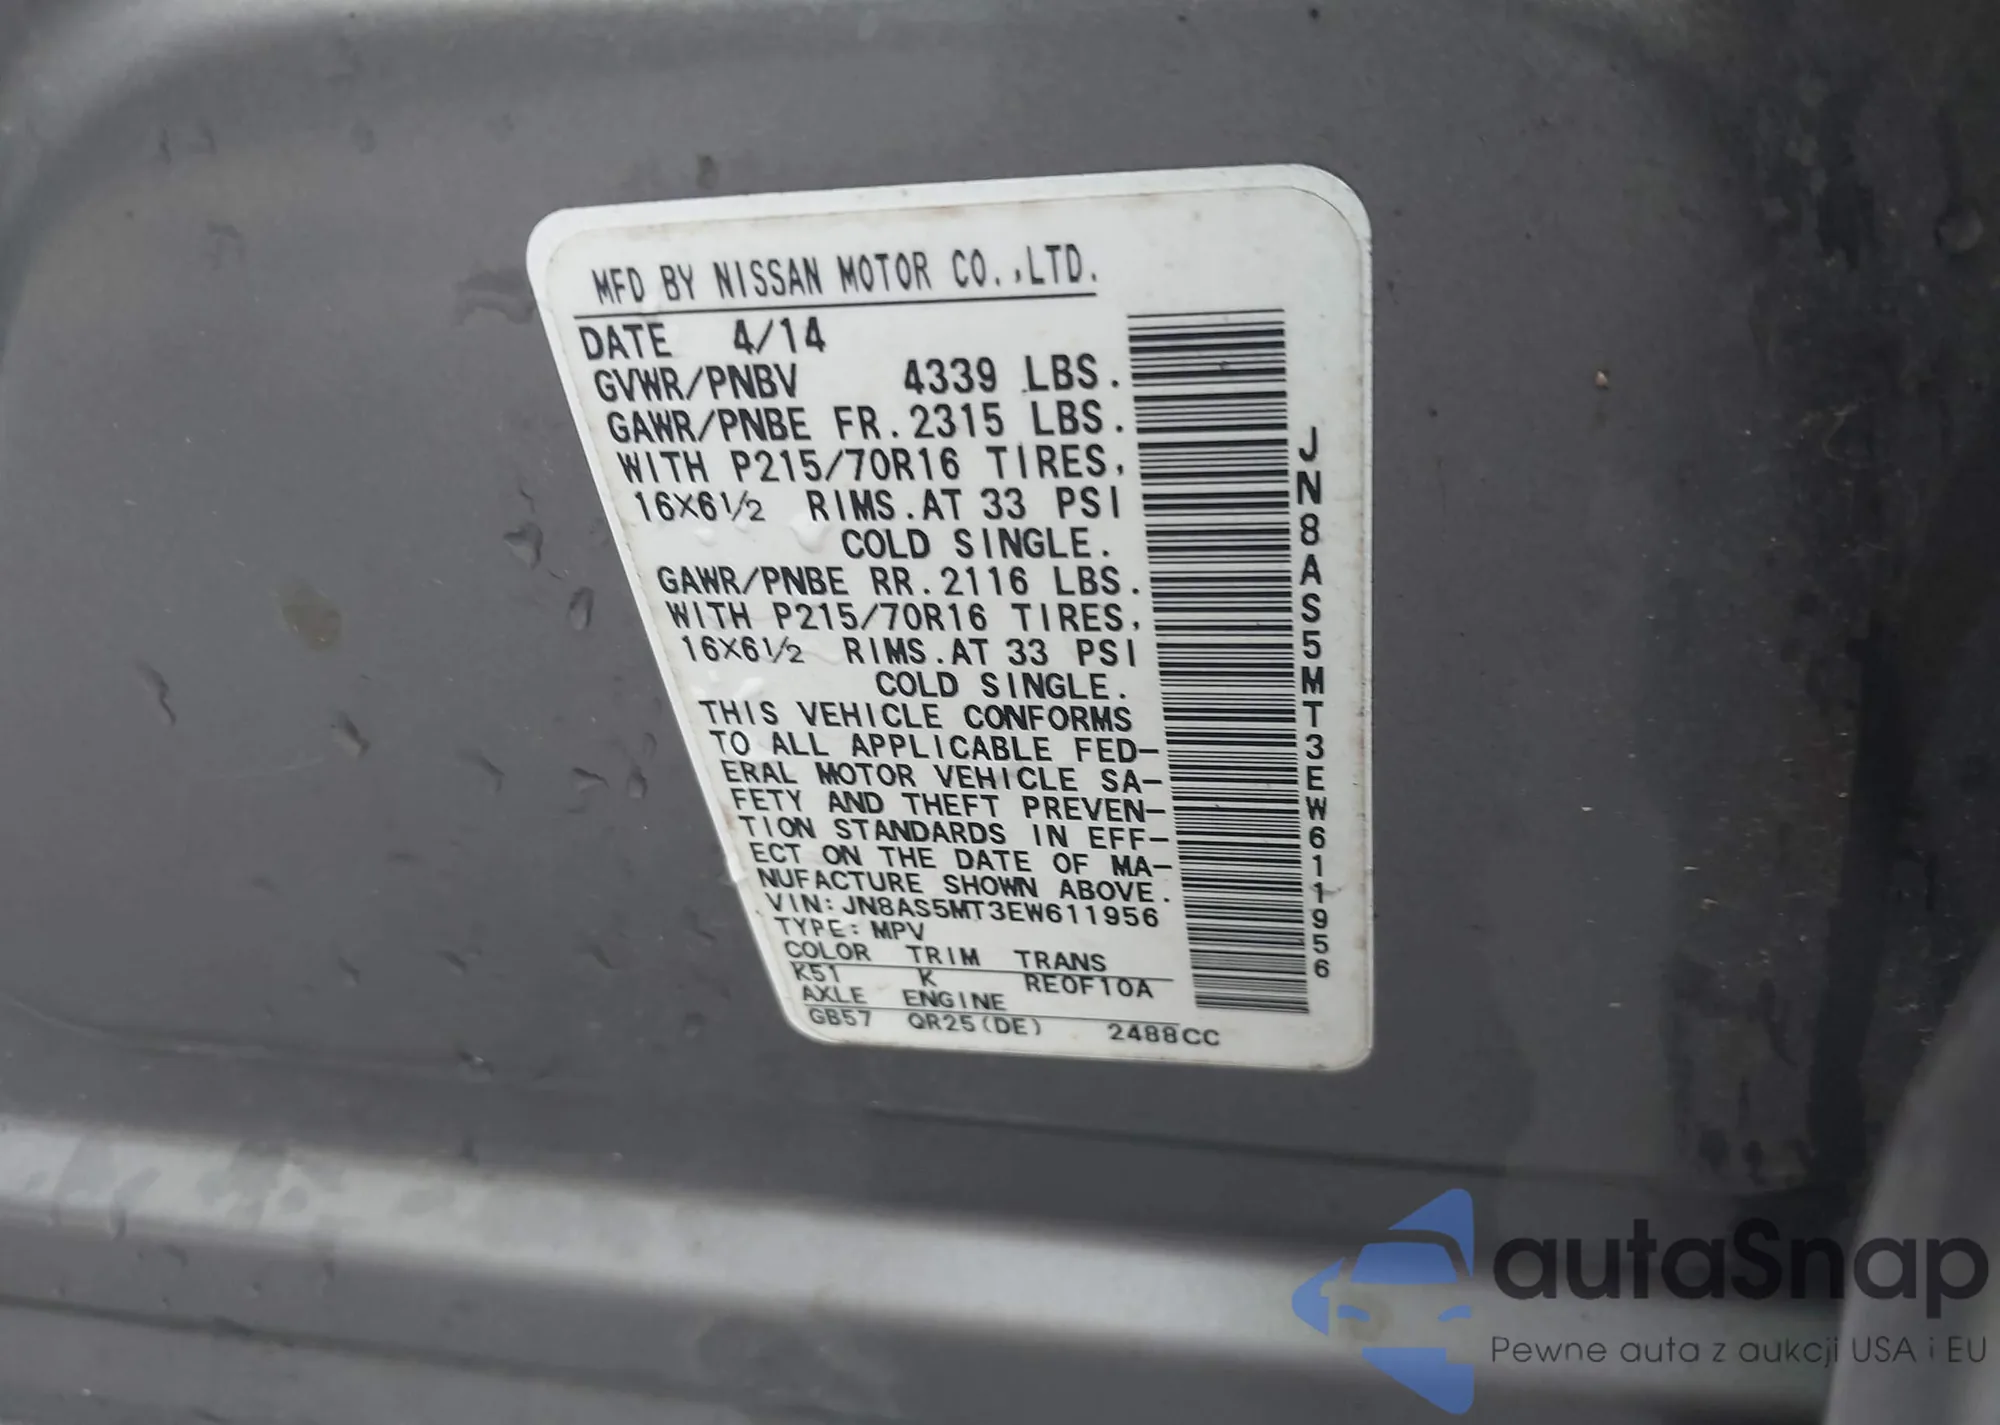 MFD BY NISSAN MOTOR CO.,LTD.
DATE 4/14
GVWR/PNBV 4339 LBS.
GAWR/PNBE FR.2315 LBS.
WITH P215/70R16 TIRES,
16X6 1/2 RIMS.AT 33 PSI
COLD SINGLE.
GAWR/PNBE RR.2116 LBS.
WITH P215/70R16 TIRES,
16X6 1/2 RIMS.AT 33 PSI
COLD SINGLE.
THIS VEHICLE CONFORMS
TO ALL APPLICABLE FED-
ERAL MOTOR VEHICLE SA-
FETY AND THEFT PREVEN-
TION STANDARDS IN EFF-
ECT ON THE DATE OF MA-
NUFACTURE SHOWN ABOVE.
VIN:JN8AS5MT3EW611956
TYPE:MPV
COLOR TRIM TRANS
K51 K RE0F10A
AXLE ENGINE
GB57 QR25(DE) 2488CC
JN8AS5MT3EW611956
autaSnap
Pewne auta z aukcji USA i EU